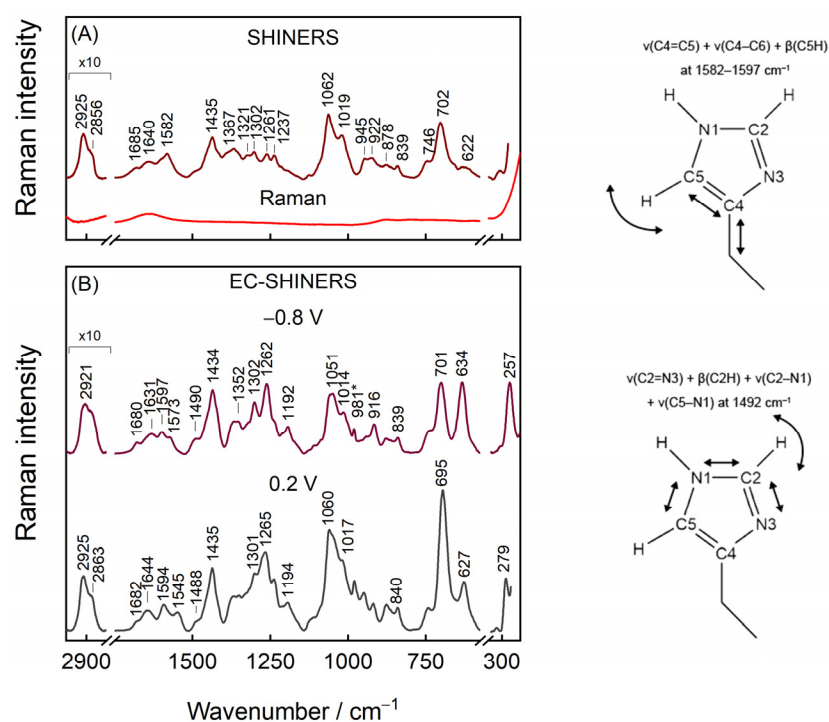 (A)
SHINERS
x10
2925
2856
1685
1640
1582
1435
1367
1321
1302
1261
1237
1062
1019
945
922
878
839
746
702
622
Raman
Raman intensity
(B)
EC-SHINERS
−0.8 V
x10
2921
1680
1631
1597
1573
1490
1434
1352
1302
1262
1192
1051
1014
981*
916
839
701
634
257
0.2 V
2925
2863
1682
1644
1594
1545
1488
1435
1301
1265
1194
1060
1017
840
695
627
279
Raman intensity
2900 1500 1250 1000 750 300
Wavenumber / cm−1
ν(C4=C5) + ν(C4–C6) + β(C5H)
at 1582–1597 cm⁻¹
H
H
N1
C2
C5
N3
H
C4
ν(C2=N3) + β(C2H) + ν(C2–N1)
+ ν(C5–N1) at 1492 cm⁻¹
H
H
N1
C2
C5
N3
H
C4